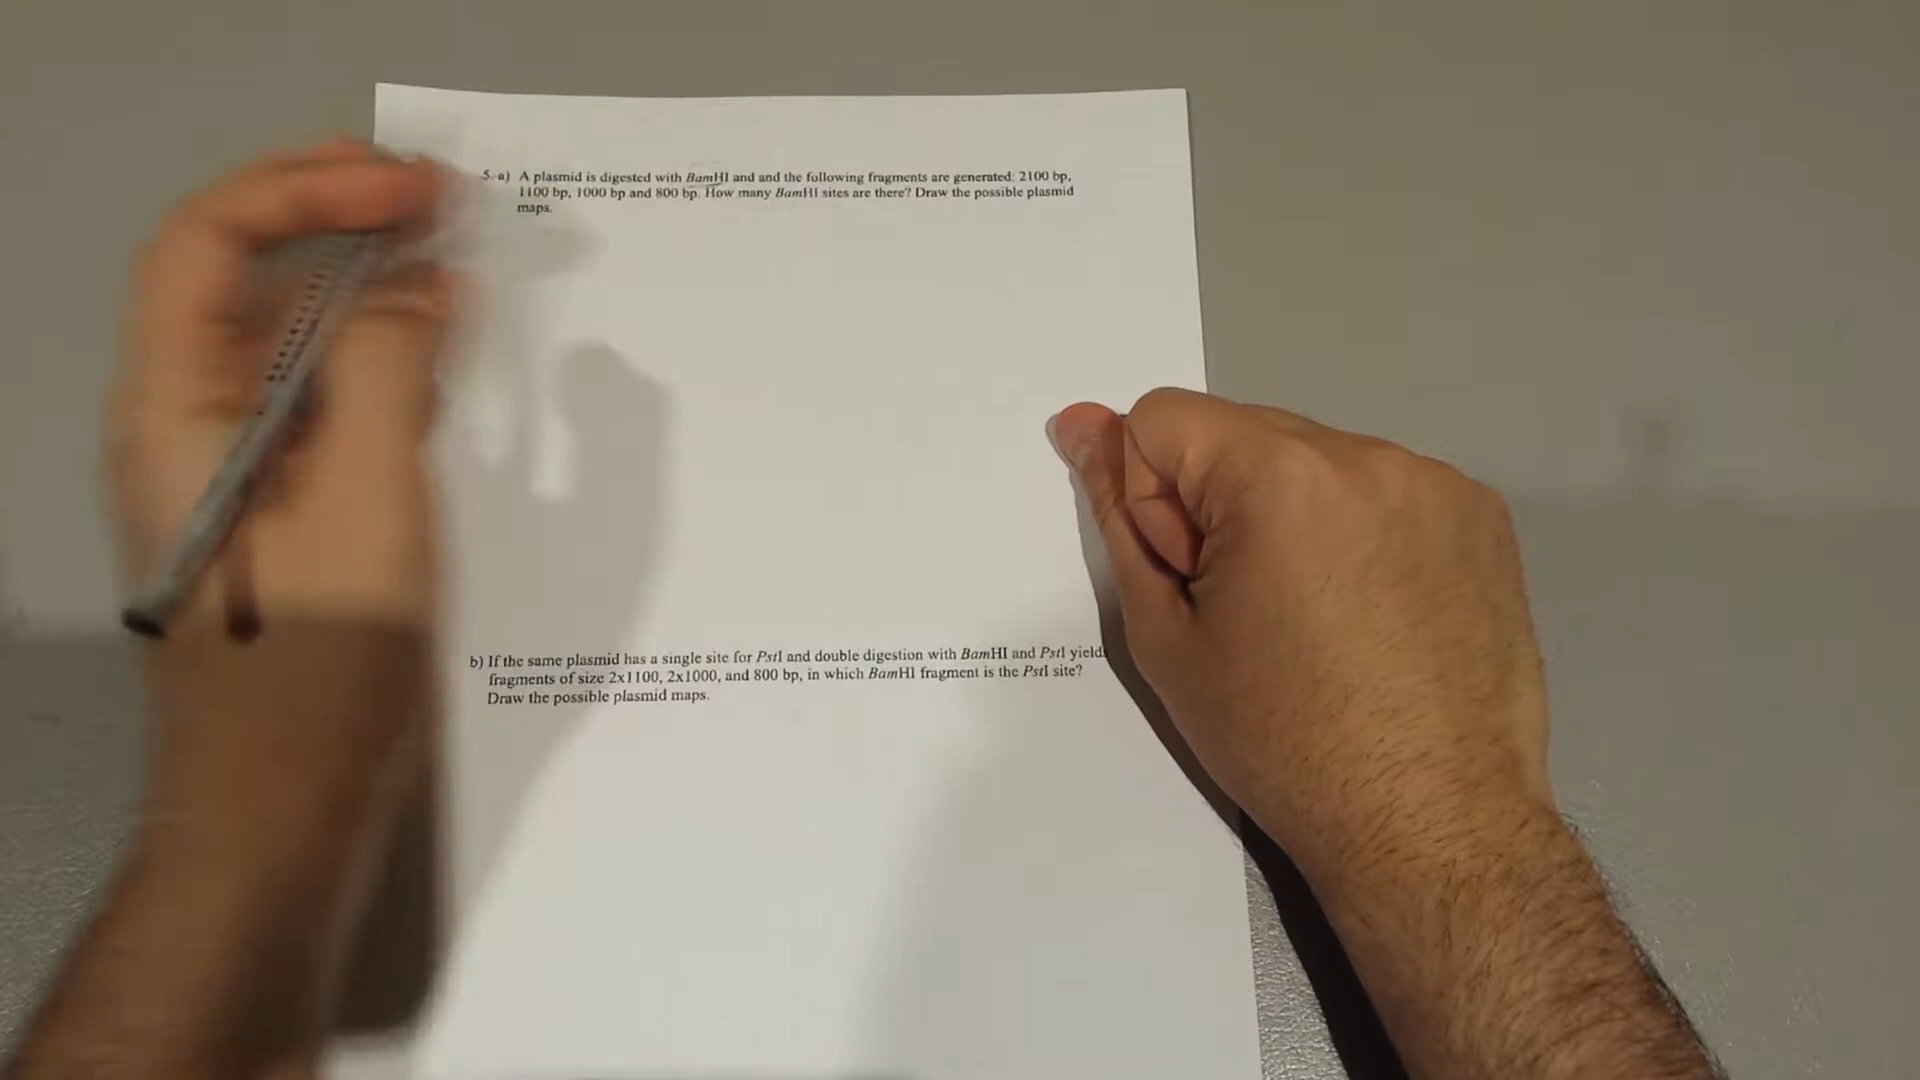 5. a) A plasmid is digested with BamHI and and the following fragments are generated: 2100 bp,
1100 bp, 1000 bp and 800 bp. How many BamHI sites are there? Draw the possible plasmid
maps.
b) If the same plasmid has a single site for PstI and double digestion with BamHI and PstI yields
fragments of size 2x1100, 2x1000, and 800 bp, in which BamHI fragment is the PstI site?
Draw the possible plasmid maps.